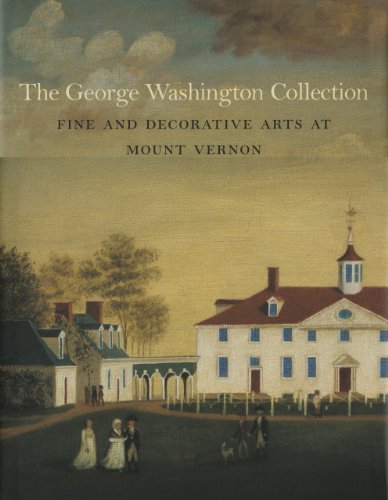 The George Washington Collection
FINE AND DECORATIVE ARTS AT
MOUNT VERNON